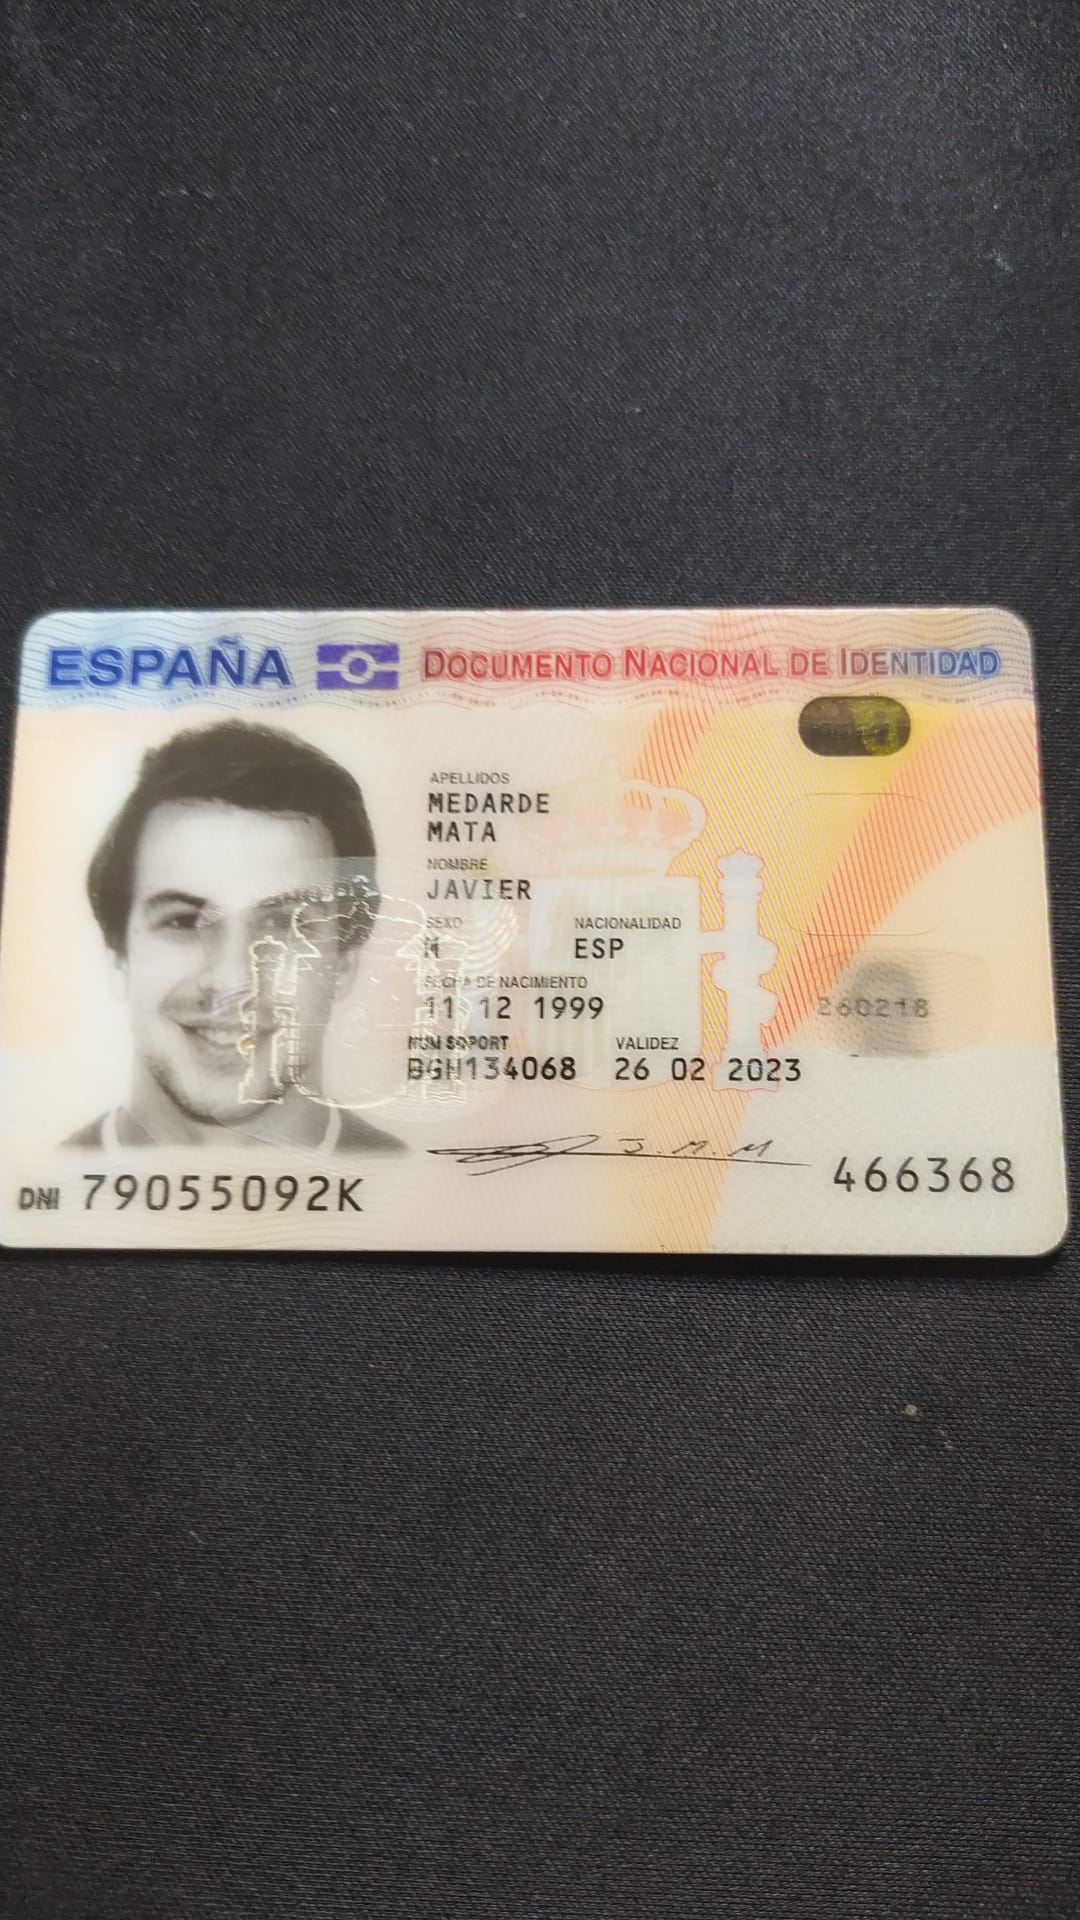 ESPAÑA DOCUMENTO NACIONAL DE IDENTIDAD
APELLIDOS
MEDARDE
MATA
NOMBRE
JAVIER
SEXO NACIONALIDAD
M ESP
FECHA DE NACIMIENTO
11 12 1999
260218
NUM SOPORT VALIDEZ
BGH134068 26 02 2023
J. M. M
DNI 79055092K
466368